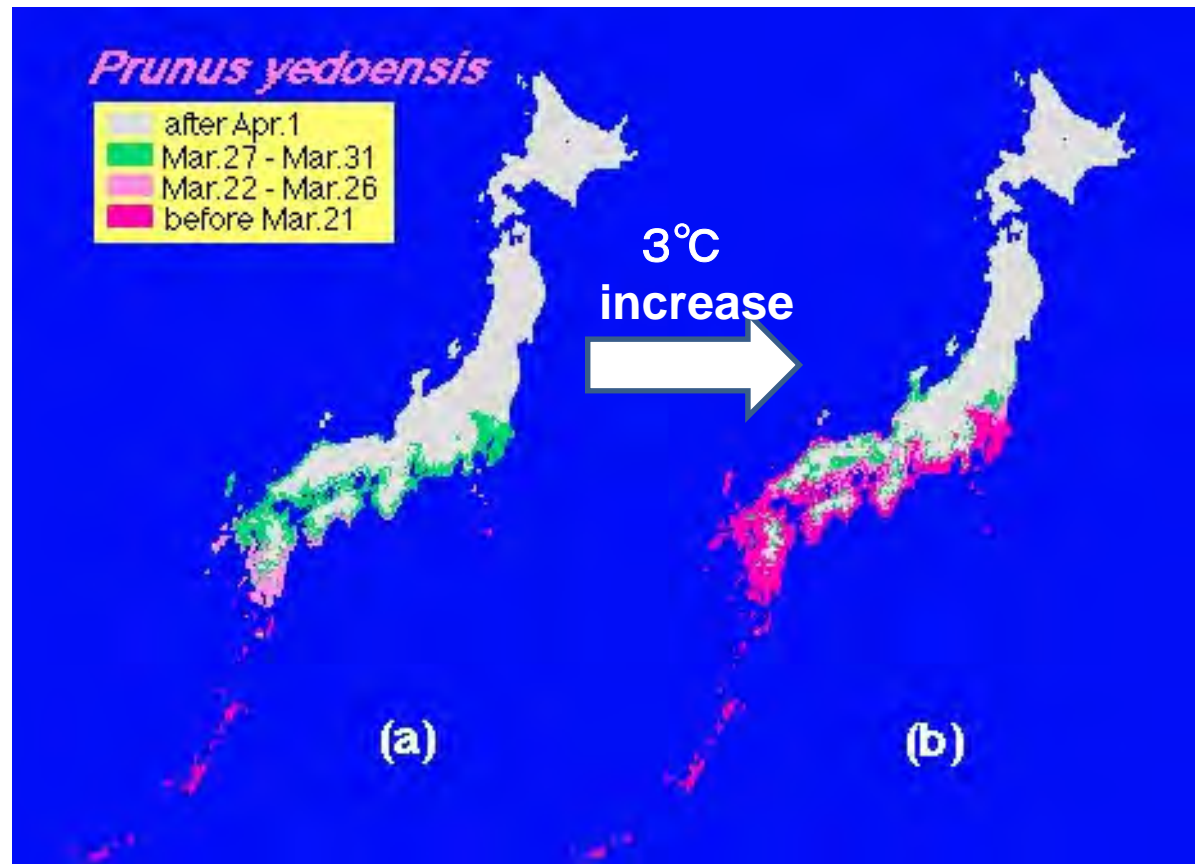 Prunus yedoensis
after Apr.1
Mar.27 - Mar.31
Mar.22 - Mar.26
before Mar.21
3℃
increase
(a)
(b)